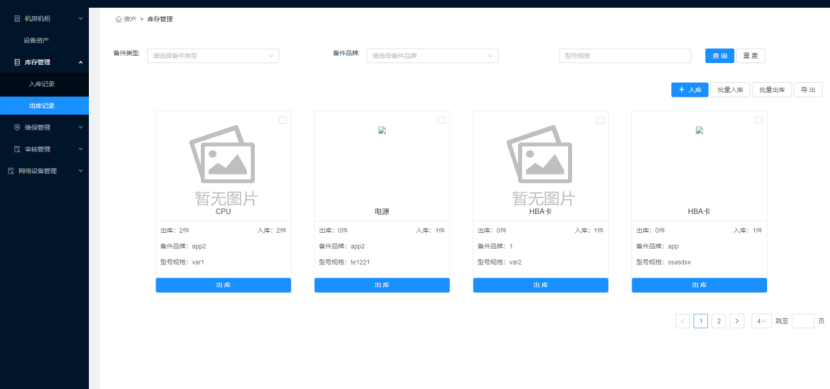 机房机柜
资产 > 库存管理
设备资产
备件类型: 请选择备件类型
备件品牌: 请选择备件品牌
型号规格
查 询
重 置
库存管理
入库记录
+ 入库
批量入库
批量出库
导 出
出库记录
维保管理
审核管理
网络设备管理
暂无图片
暂无图片
CPU
电源
HBA卡
HBA卡
出库: 2件 入库: 2件
出库: 0件 入库: 1件
出库: 0件 入库: 1件
出库: 0件 入库: 1件
备件品牌: app2
备件品牌: app2
备件品牌: 1
备件品牌: app
型号规格: var1
型号规格: te1221
型号规格: var2
型号规格: ssasdxv
出 库
出 库
出 库
出 库
< 1 2 > 4 跳至 页